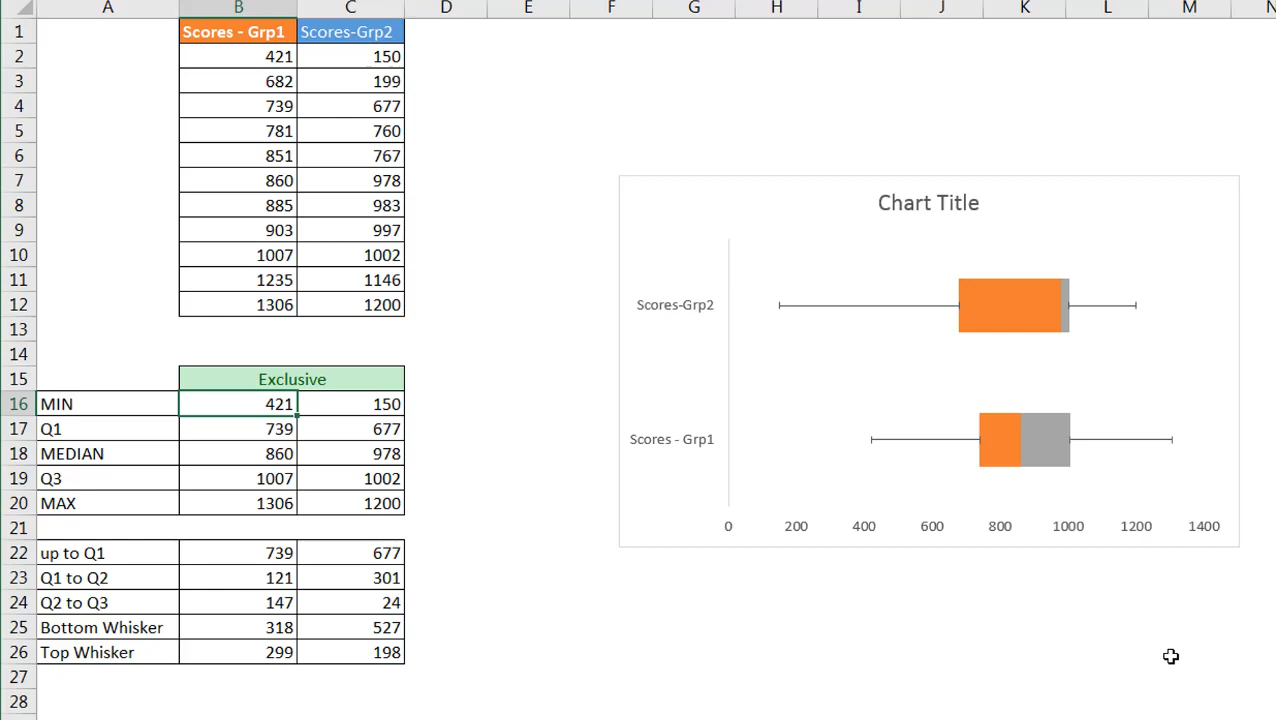 A B C D E F G H I J K L M N
1 Scores - Grp1 Scores-Grp2
2 421 150
3 682 199
4 739 677
5 781 760
6 851 767
7 860 978
8 885 983
9 903 997
10 1007 1002
11 1235 1146
12 1306 1200
13
14
15 Exclusive
16 MIN 421 150
17 Q1 739 677
18 MEDIAN 860 978
19 Q3 1007 1002
20 MAX 1306 1200
21
22 up to Q1 739 677
23 Q1 to Q2 121 301
24 Q2 to Q3 147 24
25 Bottom Whisker 318 527
26 Top Whisker 299 198
27
28
Chart Title
Scores-Grp2
Scores - Grp1
0 200 400 600 800 1000 1200 1400